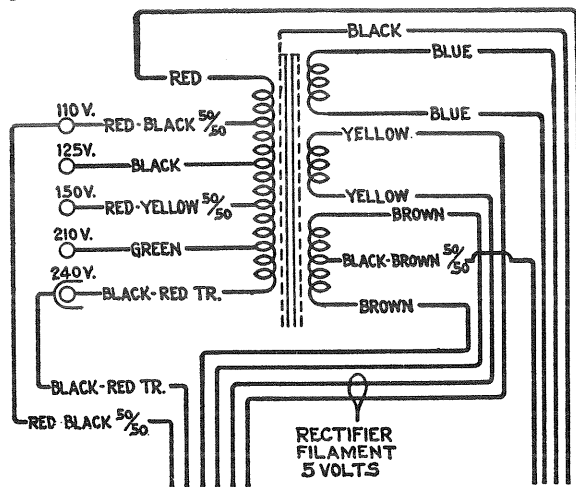 BLACK
BLUE
RED
110 V.
RED-BLACK 50/50
BLUE
125V.
YELLOW.
BLACK
150V.
RED-YELLOW 50/50
YELLOW
210 V.
BROWN
GREEN
BLACK-BROWN 50/50
240 V.
BLACK-RED TR.
BROWN
BLACK-RED TR.
RED-BLACK 50/50
RECTIFIER
FILAMENT
5 VOLTS